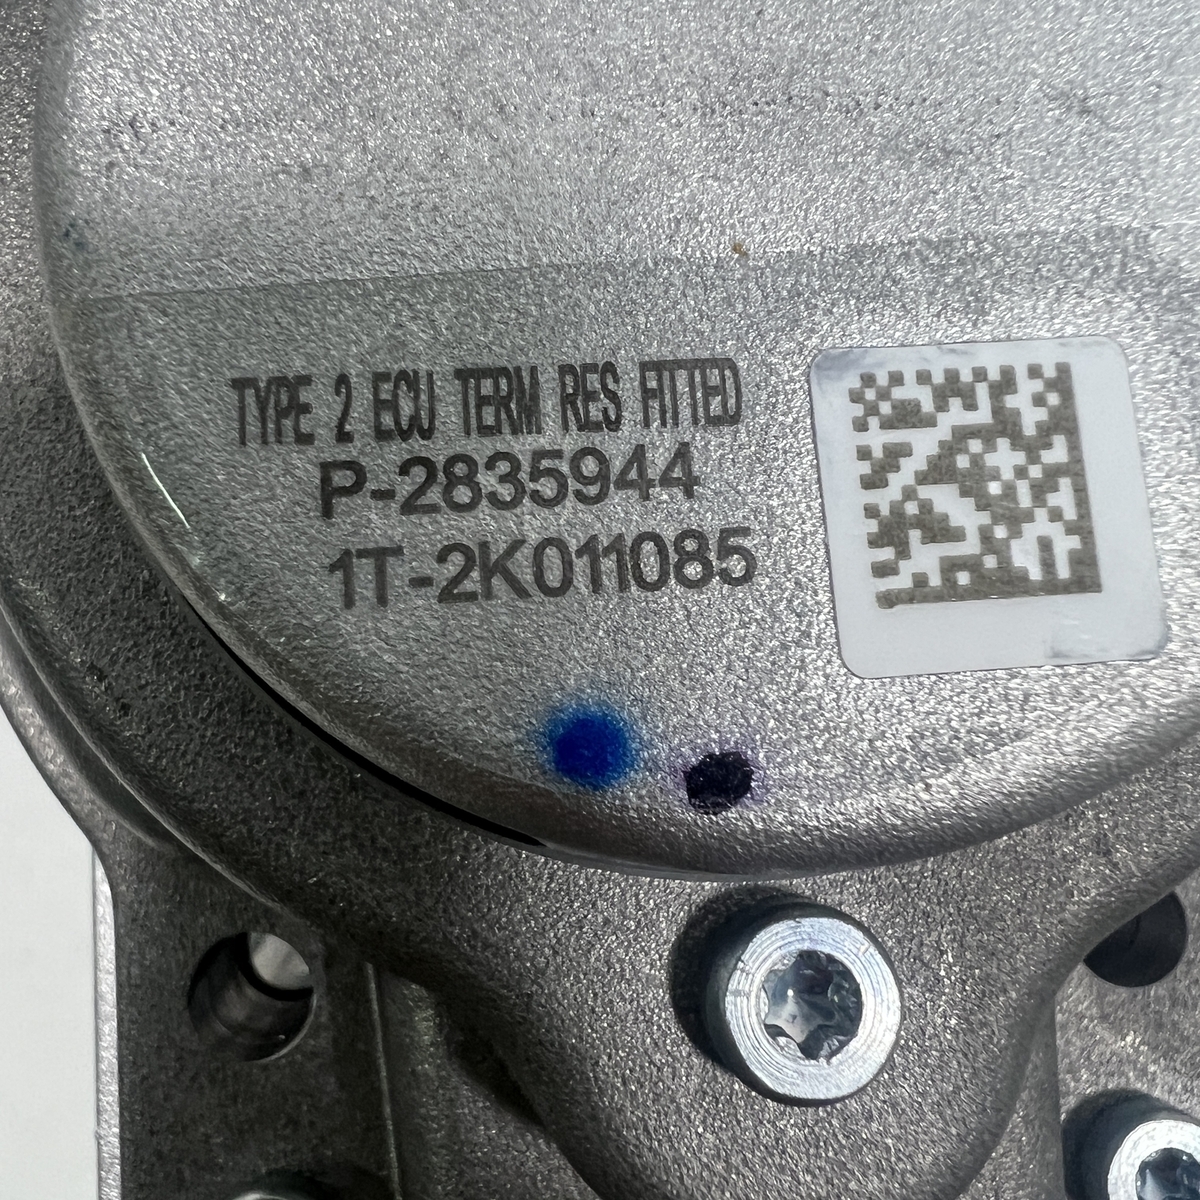 TYPE 2 ECU TERM RES FITTED
P-2835944
1T-2K011085